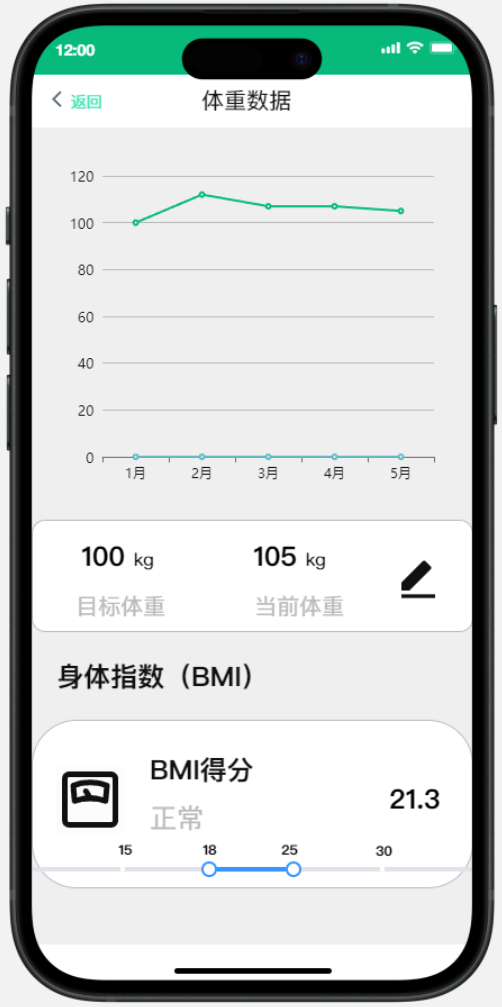 12:00
返回
体重数据
120
100
80
60
40
20
0
1月 2月 3月 4月 5月
100 kg 105 kg
目标体重 当前体重
身体指数（BMI）
BMI得分
正常
21.3
15 18 25 30